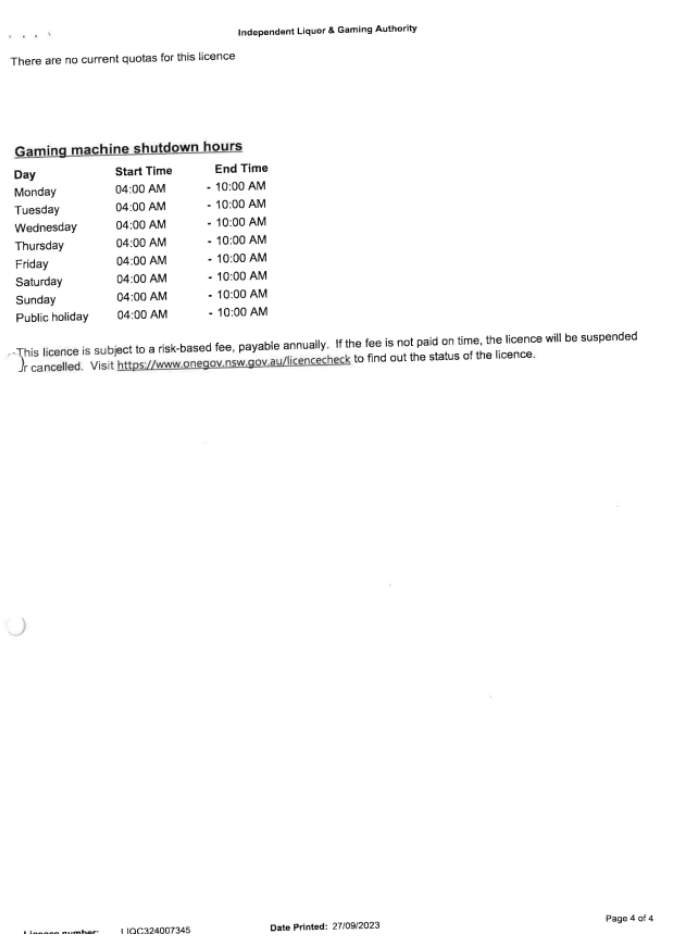 Independent Liquor & Gaming Authority
There are no current quotas for this licence
Gaming machine shutdown hours
Day Start Time End Time
Monday 04:00 AM - 10:00 AM
Tuesday 04:00 AM - 10:00 AM
Wednesday 04:00 AM - 10:00 AM
Thursday 04:00 AM - 10:00 AM
Friday 04:00 AM - 10:00 AM
Saturday 04:00 AM - 10:00 AM
Sunday 04:00 AM - 10:00 AM
Public holiday 04:00 AM - 10:00 AM
This licence is subject to a risk-based fee, payable annually. If the fee is not paid on time, the licence will be suspended
or cancelled. Visit https://www.onegov.nsw.gov.au/licencecheck to find out the status of the licence.
Licence number: LIQC324007345 Date Printed: 27/09/2023 Page 4 of 4